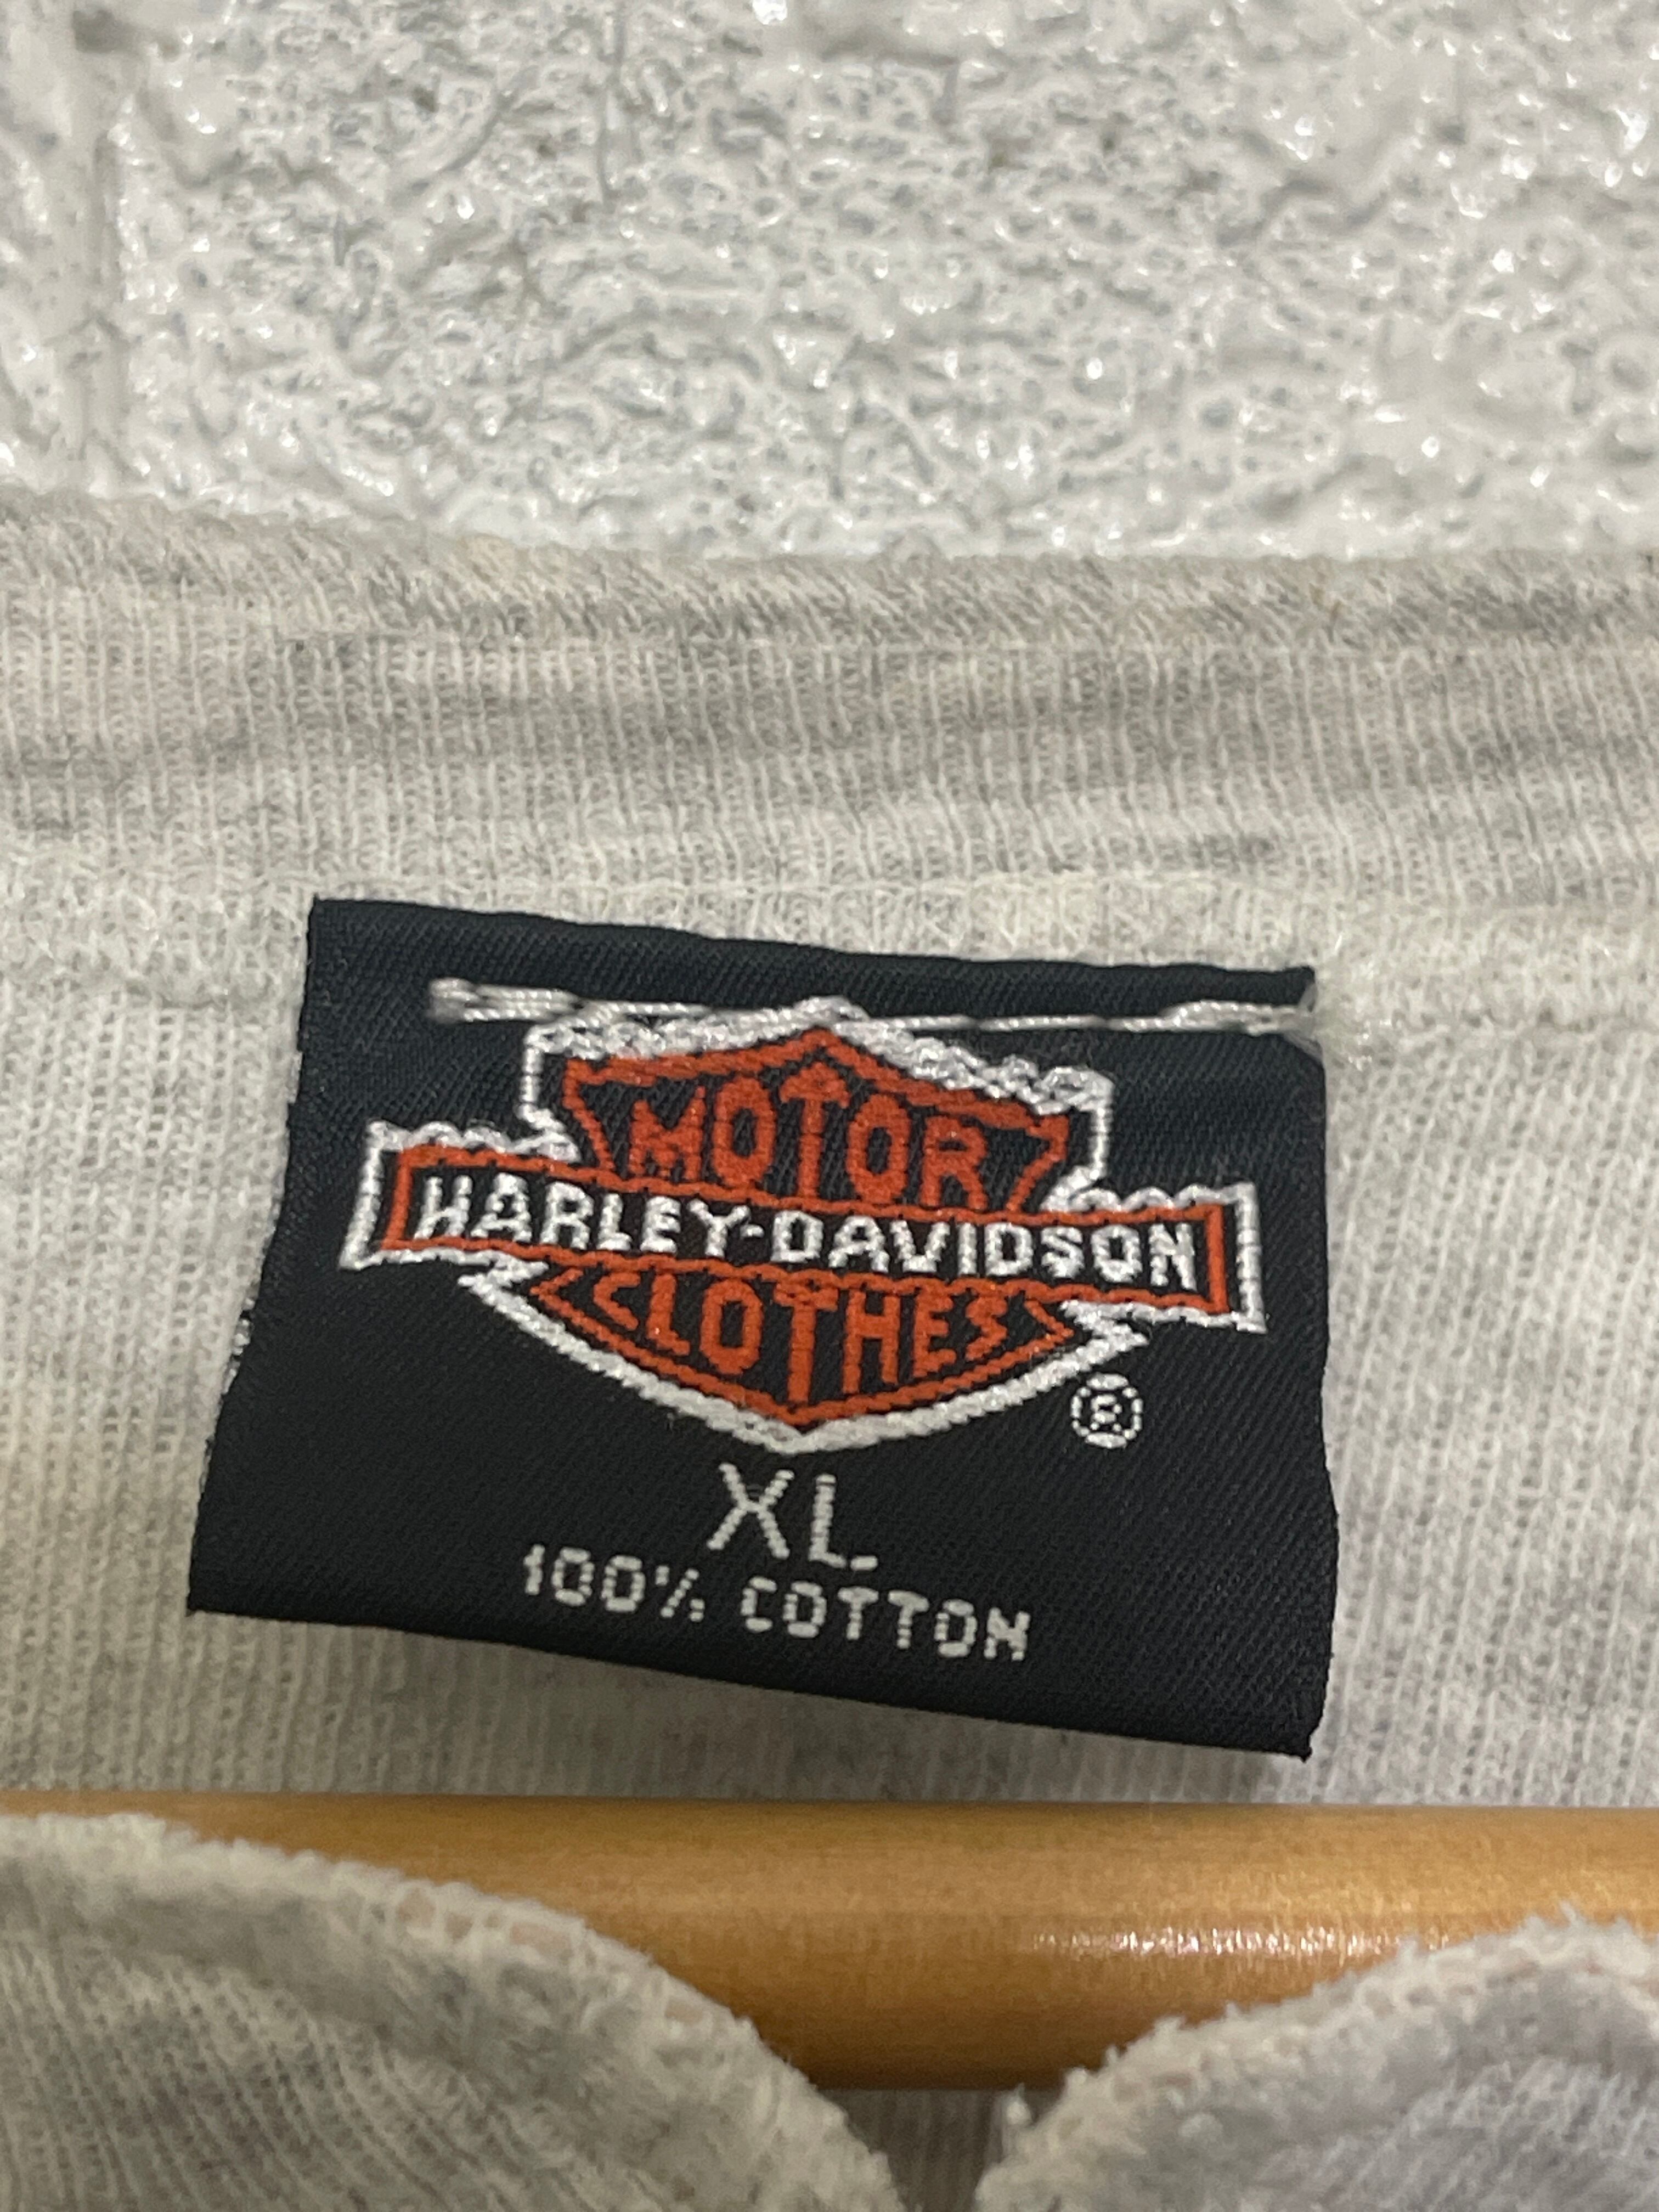 MOTOR
HARLEY-DAVIDSON
CLOTHES
®
XL
100% COTTON